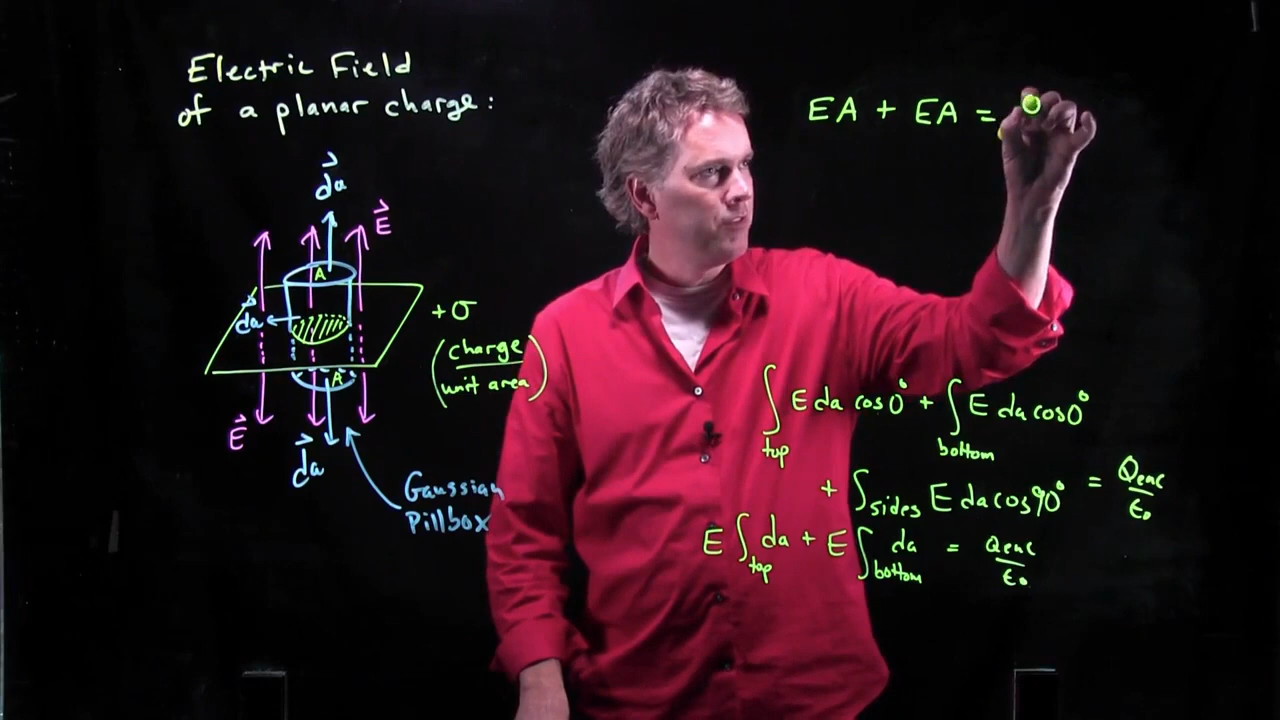 Electric Field
of a planar charge:
EA + EA =
da
E
A
da
+σ
(charge/unit area)
A
E
da
Gaussian
Pillbox
∫top E da cos0° + ∫bottom E da cos0°
+ ∫sides E da cos90° = Qenc/ε₀
E ∫top da + E ∫bottom da = Qenc/ε₀